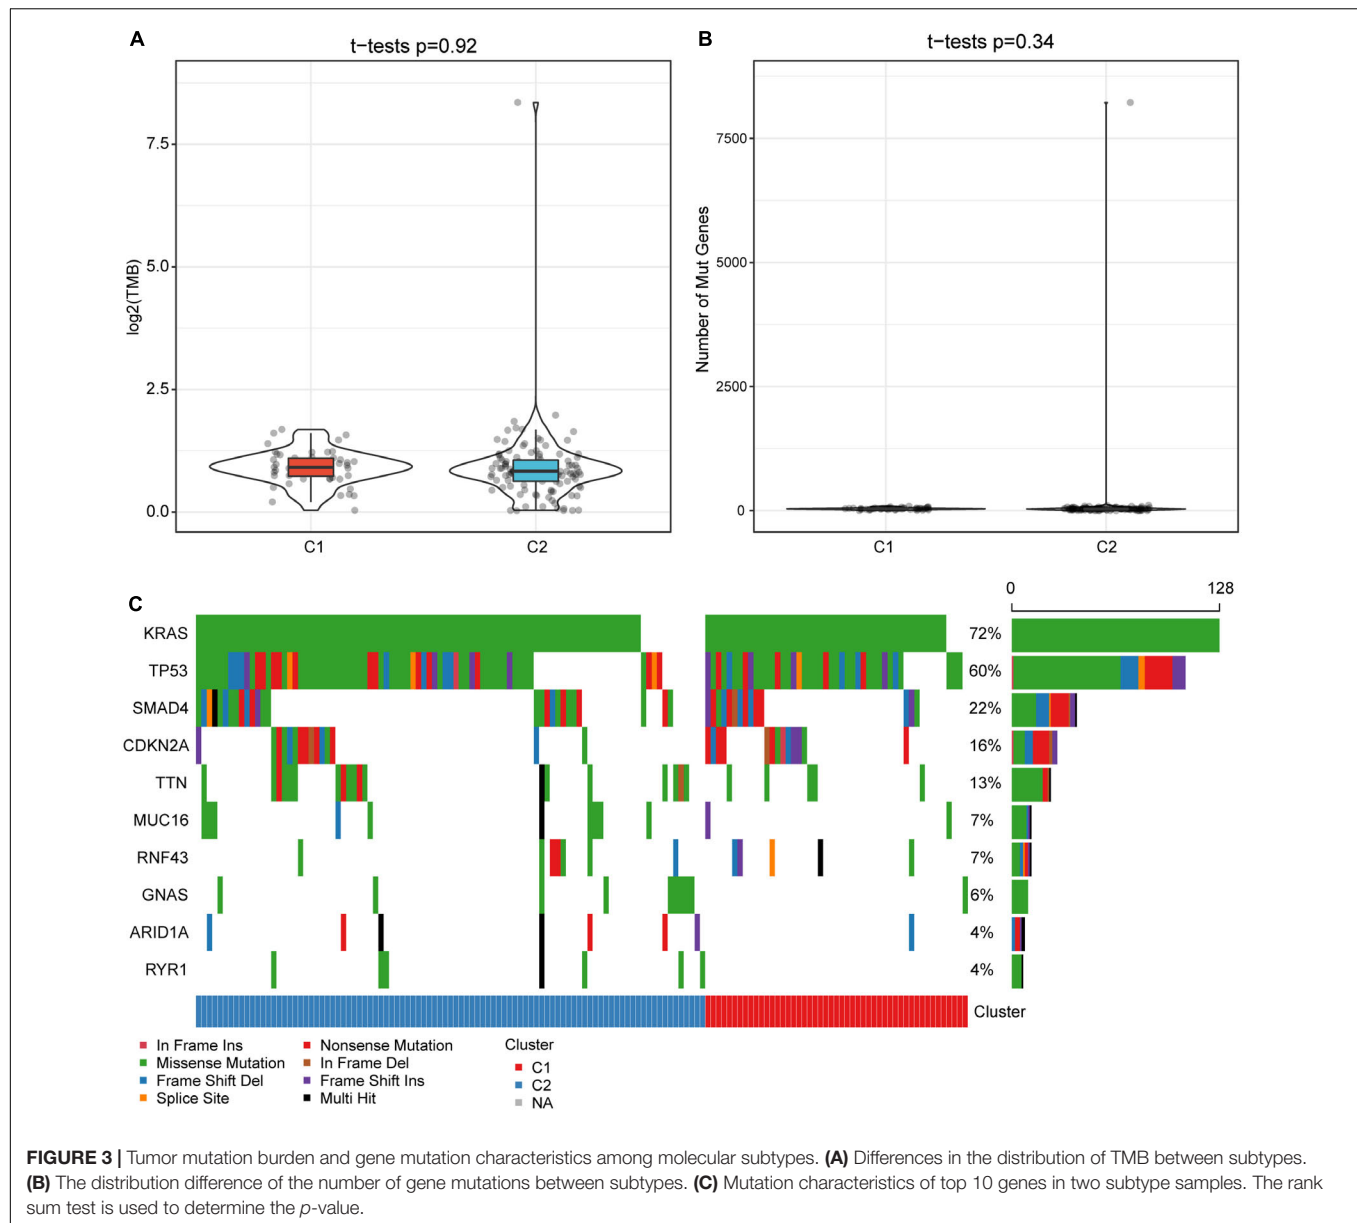 A
t-tests p=0.92
log2(TMB)
7.5
5.0
2.5
0.0
C1 C2
B
t-tests p=0.34
Number of Mut Genes
7500
5000
2500
0
C1 C2
C
0 128
KRAS 72%
TP53 60%
SMAD4 22%
CDKN2A 16%
TTN 13%
MUC16 7%
RNF43 7%
GNAS 6%
ARID1A 4%
RYR1 4%
Cluster
In Frame Ins
Missense Mutation
Frame Shift Del
Splice Site
Nonsense Mutation
In Frame Del
Frame Shift Ins
Multi Hit
Cluster
C1
C2
NA
FIGURE 3 | Tumor mutation burden and gene mutation characteristics among molecular subtypes. (A) Differences in the distribution of TMB between subtypes.
(B) The distribution difference of the number of gene mutations between subtypes. (C) Mutation characteristics of top 10 genes in two subtype samples. The rank
sum test is used to determine the p-value.